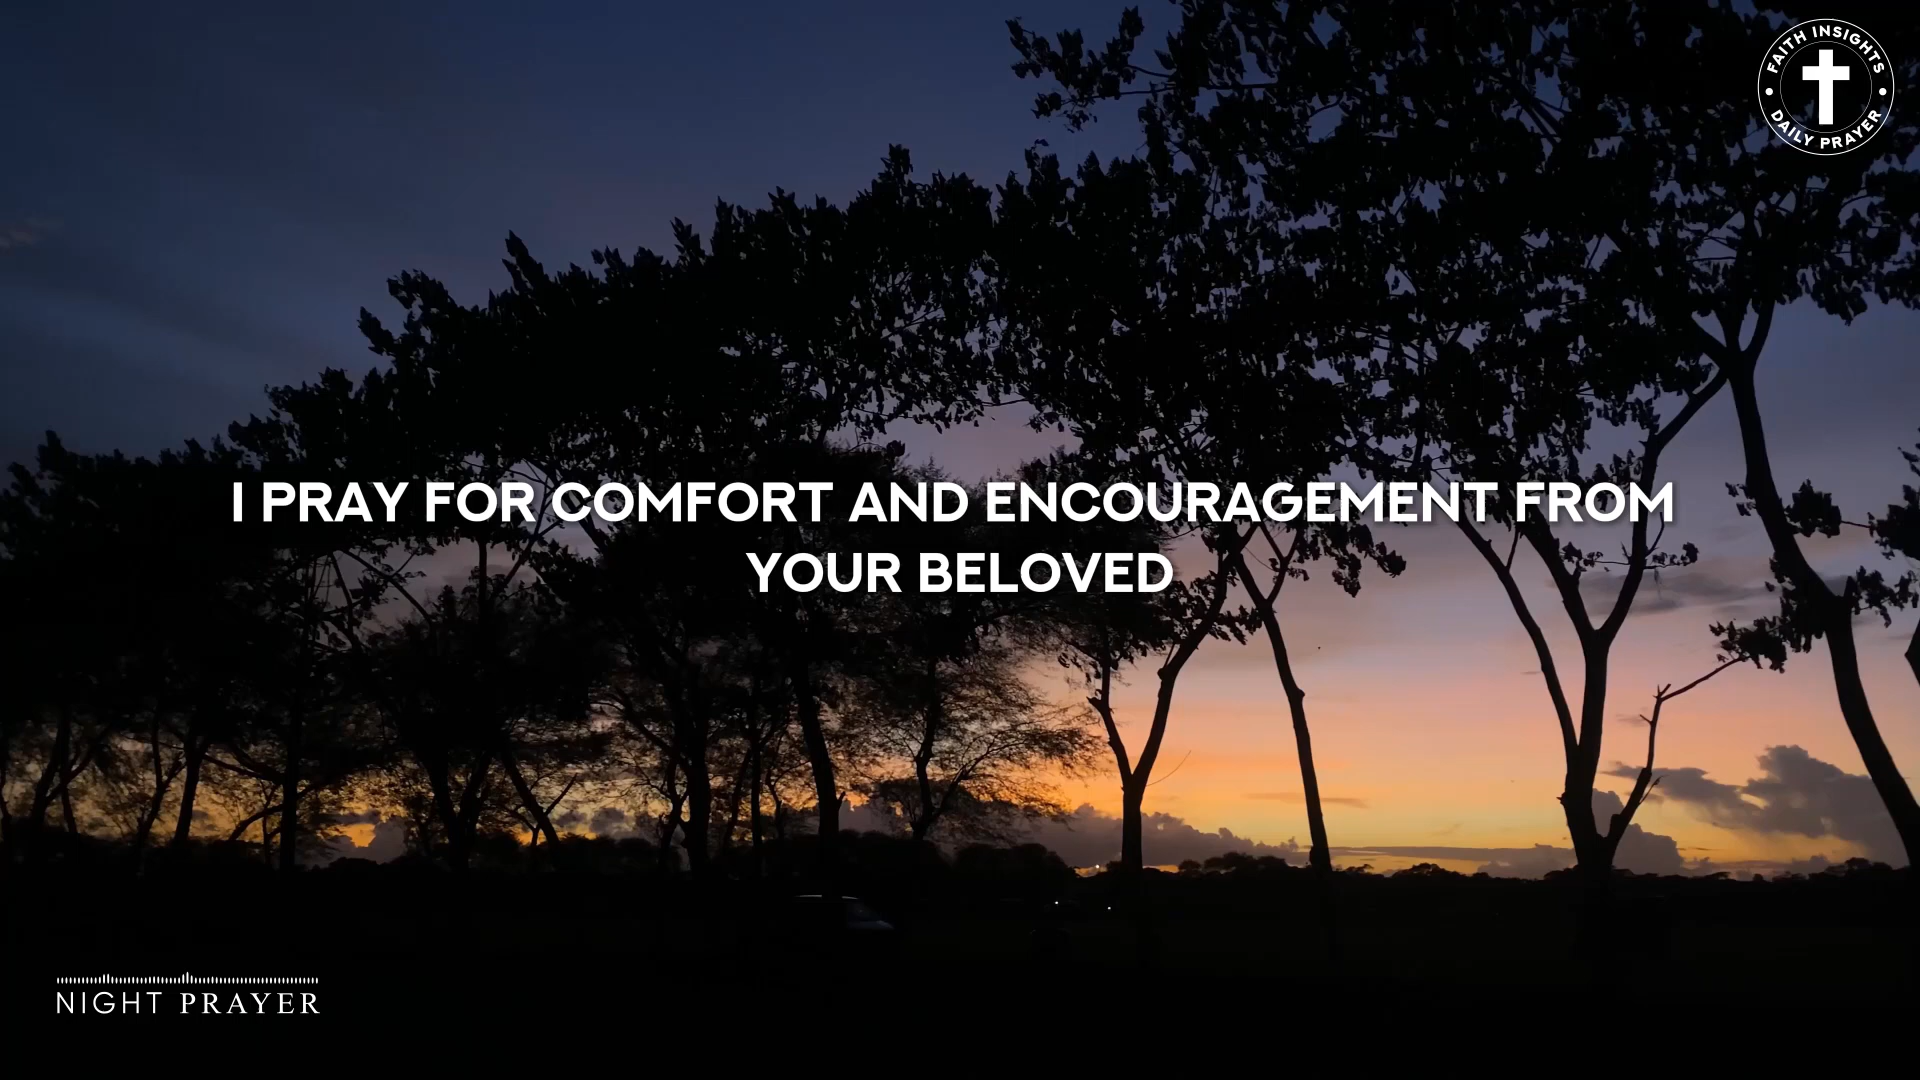 FAITH INSIGHTS
DAILY PRAYER
I PRAY FOR COMFORT AND ENCOURAGEMENT FROM
YOUR BELOVED
NIGHT PRAYER